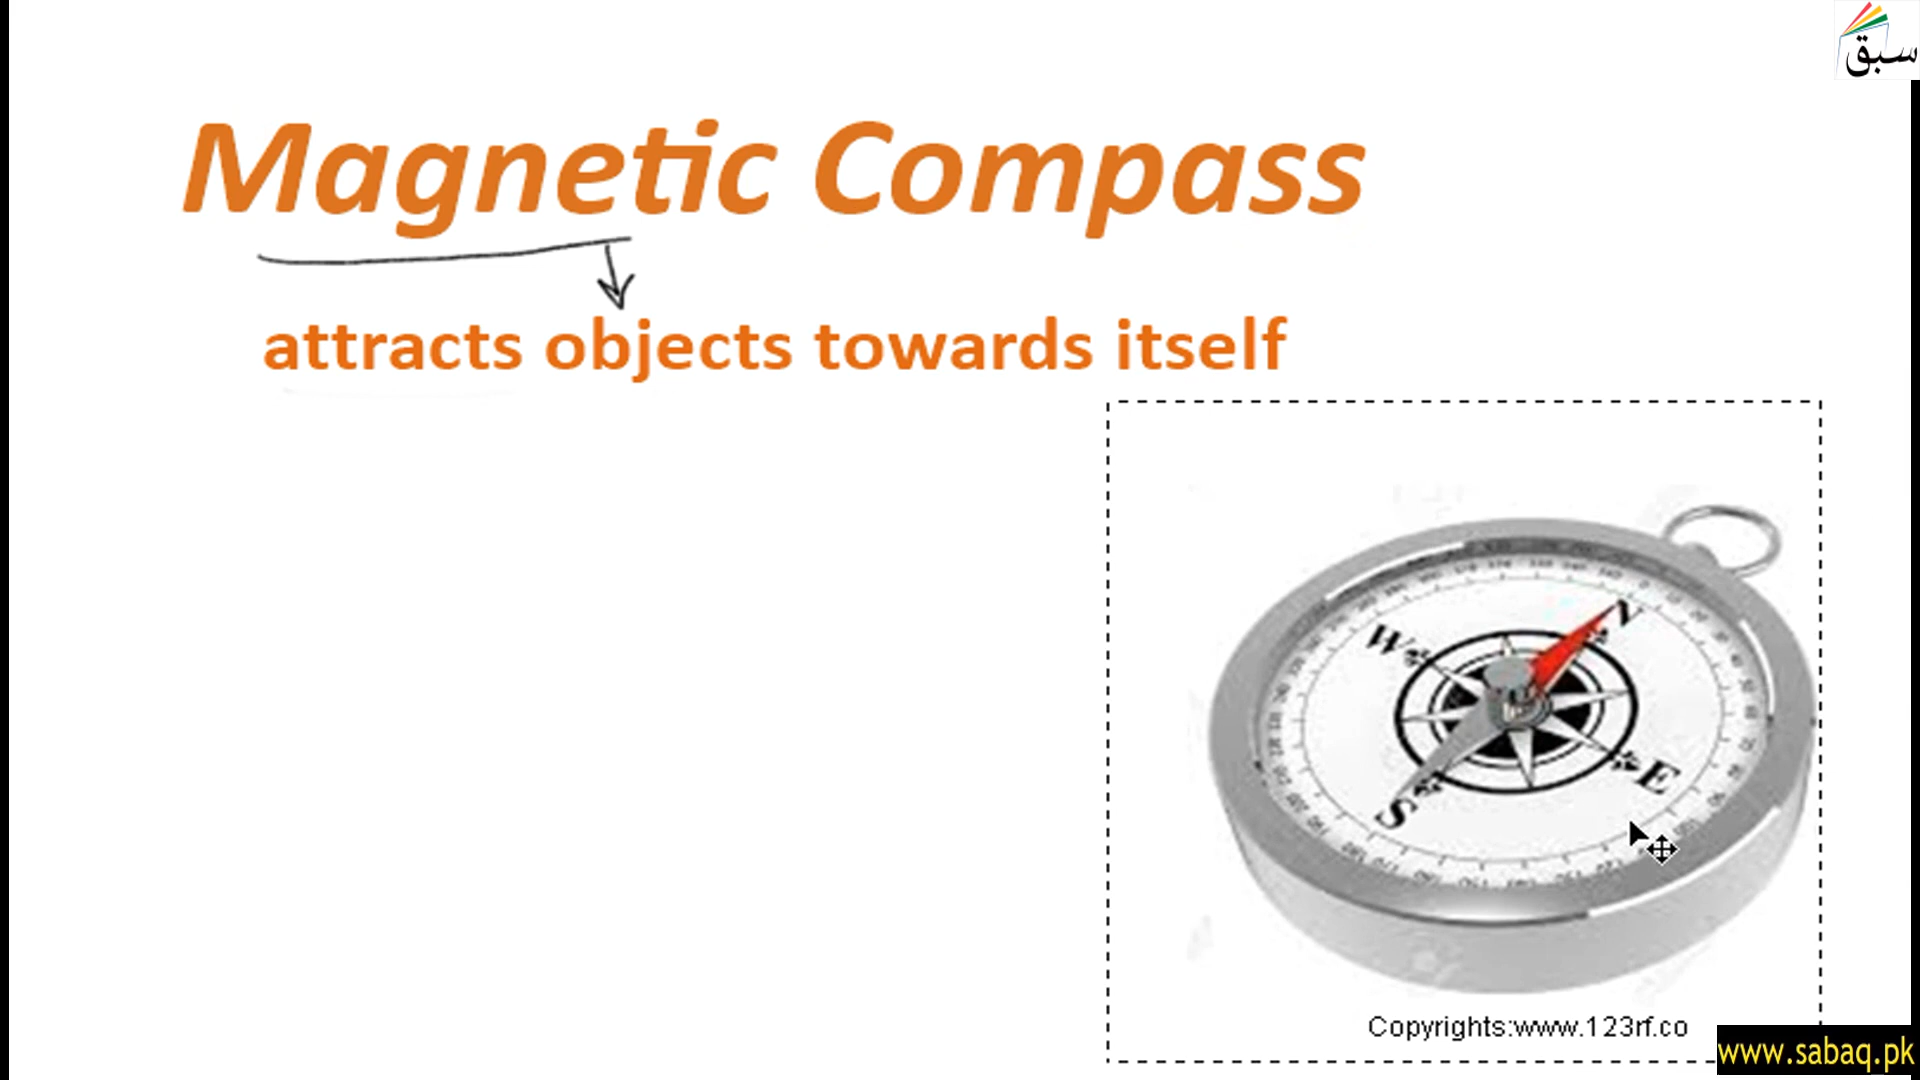 سبق
Magnetic Compass
attracts objects towards itself
N
W
E
S
Copyrights:www.123rf.co
www.sabaq.pk